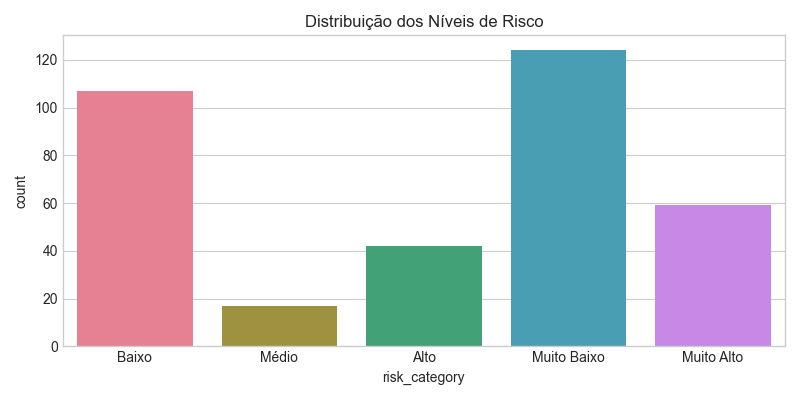 Distribuição dos Níveis de Risco
count
120
100
80
60
40
20
0
Baixo
Médio
Alto
Muito Baixo
Muito Alto
risk_category